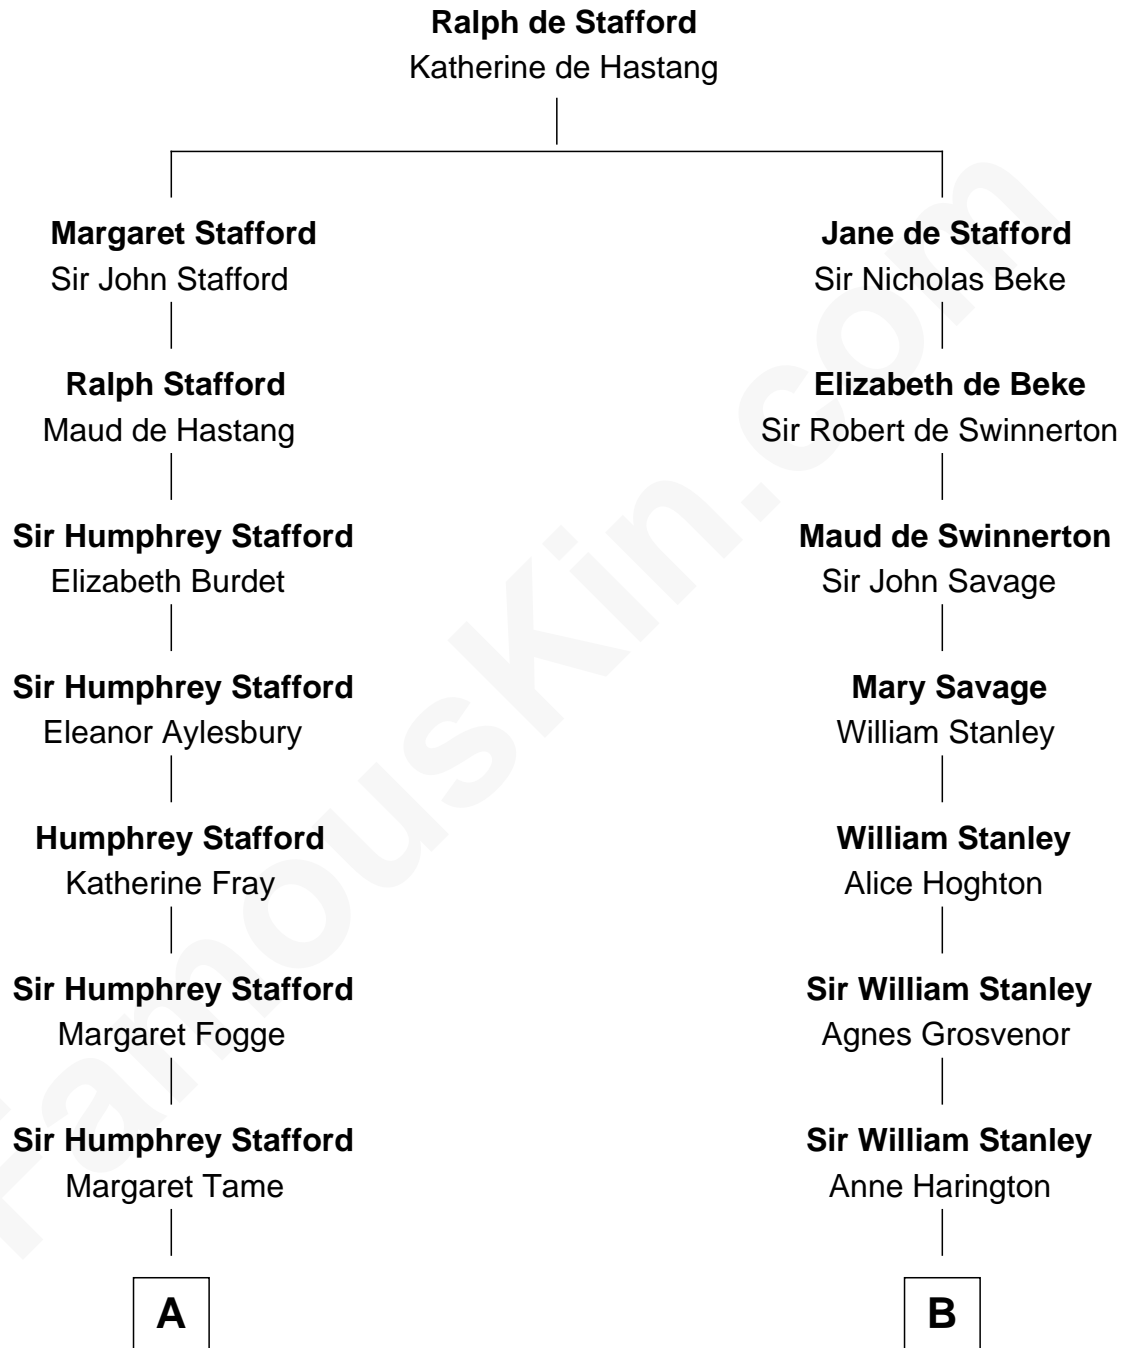 Ralph de Stafford
Katherine de Hastang
Margaret Stafford
Sir John Stafford
Ralph Stafford
Maud de Hastang
Sir Humphrey Stafford
Elizabeth Burdet
Sir Humphrey Stafford
Eleanor Aylesbury
Humphrey Stafford
Katherine Fray
Sir Humphrey Stafford
Margaret Fogge
Sir Humphrey Stafford
Margaret Tame
A
Jane de Stafford
Sir Nicholas Beke
Elizabeth de Beke
Sir Robert de Swinnerton
Maud de Swinnerton
Sir John Savage
Mary Savage
William Stanley
William Stanley
Alice Hoghton
Sir William Stanley
Agnes Grosvenor
Sir William Stanley
Anne Harington
B
FamousKin.com